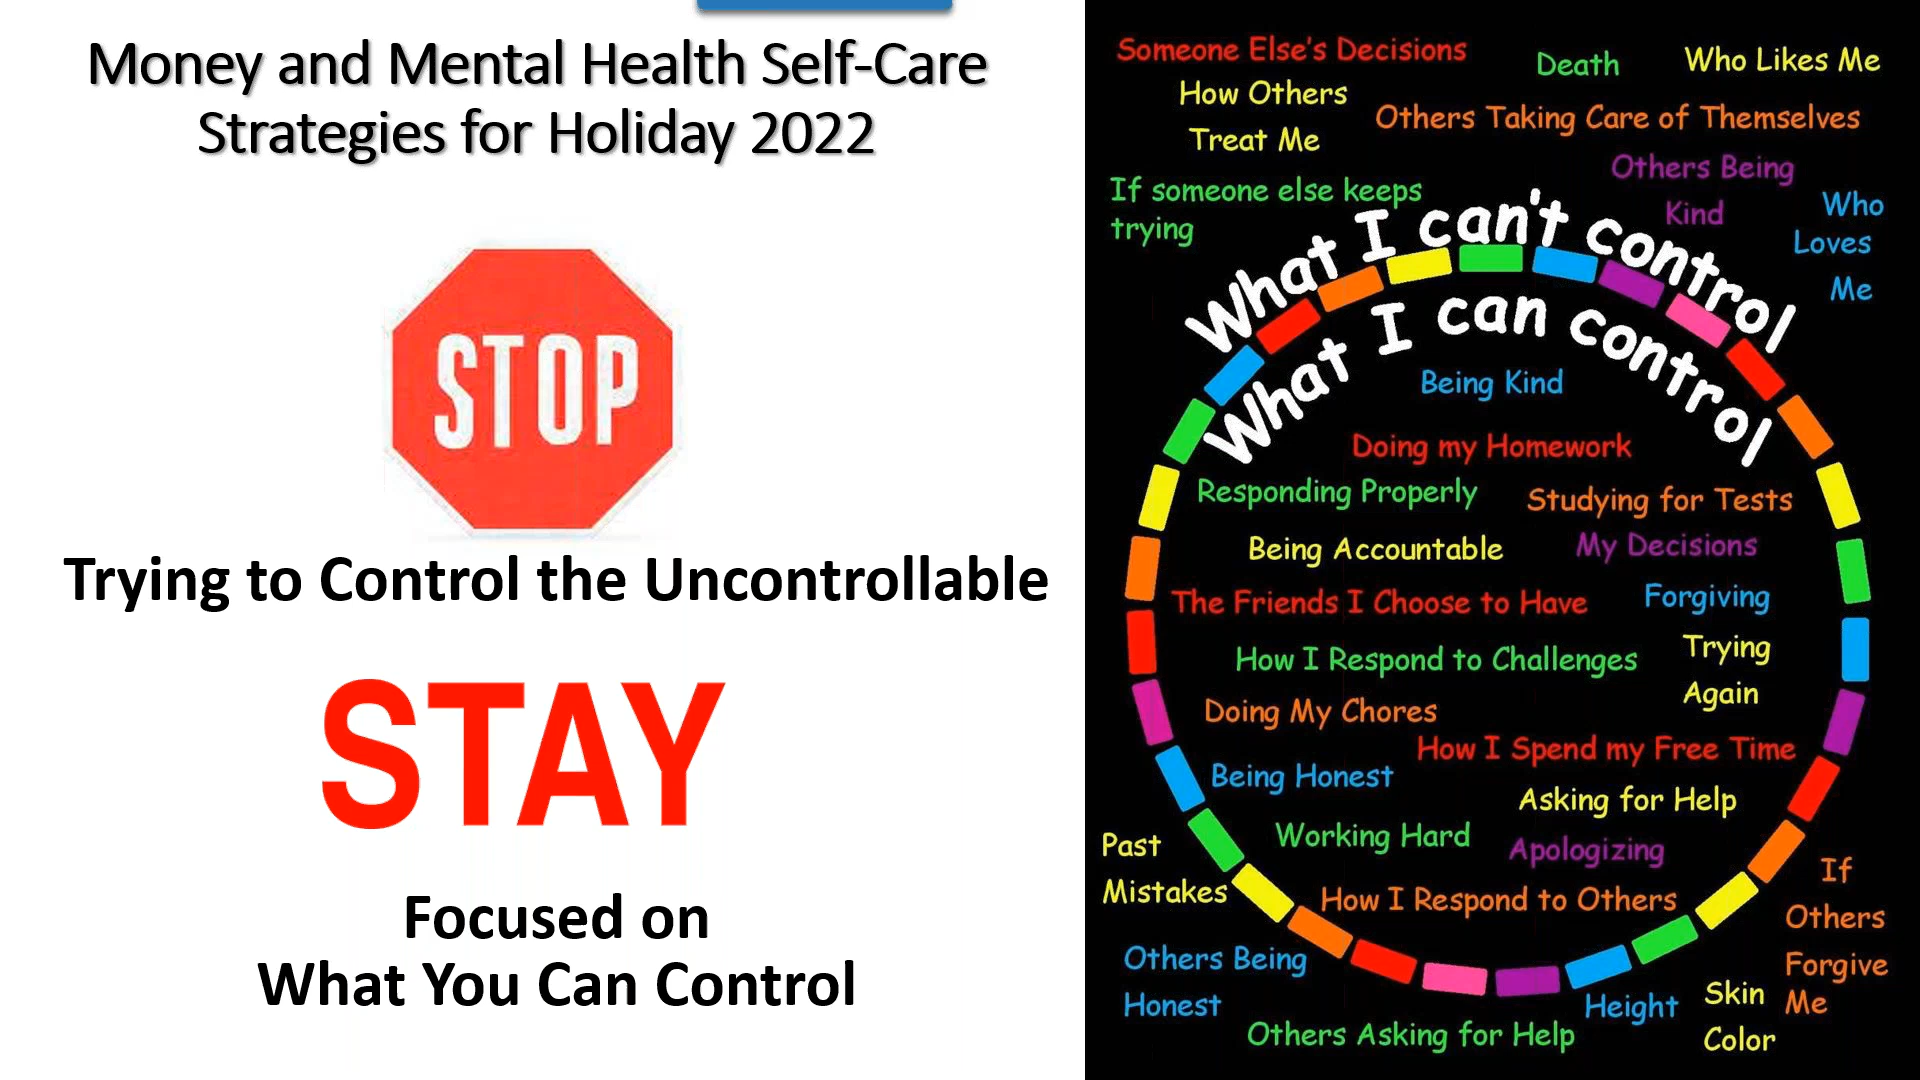 Money and Mental Health Self-Care
Strategies for Holiday 2022
STOP
Trying to Control the Uncontrollable
STAY
Focused on
What You Can Control
Someone Else's Decisions
Death
Who Likes Me
How Others
Treat Me
Others Taking Care of Themselves
Others Being
Kind
If someone else keeps
trying
Who
Loves
Me
What I can't control
What I can control
Being Kind
Doing my Homework
Responding Properly
Studying for Tests
Being Accountable
My Decisions
The Friends I Choose to Have
Forgiving
How I Respond to Challenges
Trying
Again
Doing My Chores
How I Spend my Free Time
Being Honest
Asking for Help
Working Hard
Apologizing
How I Respond to Others
Past
Mistakes
If
Others
Forgive
Me
Others Being
Honest
Height
Skin
Color
Others Asking for Help